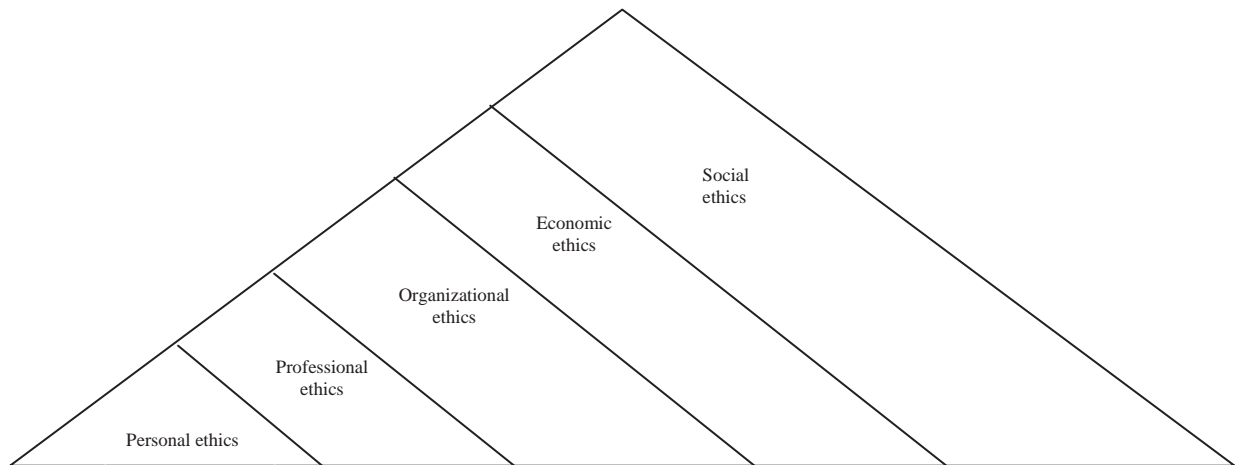 Social
ethics
Economic
ethics
Organizational
ethics
Professional
ethics
Personal ethics